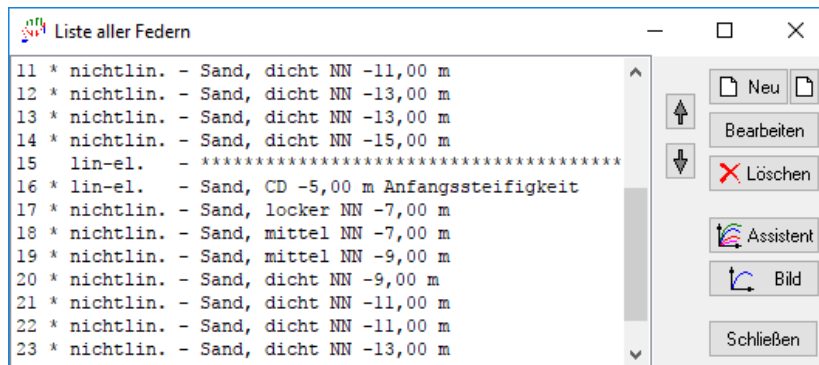 Liste aller Federn
11 * nichtlin. - Sand, dicht NN -11,00 m
12 * nichtlin. - Sand, dicht NN -13,00 m
13 * nichtlin. - Sand, dicht NN -13,00 m
14 * nichtlin. - Sand, dicht NN -15,00 m
15   lin-el.   - ***************************************
16 * lin-el.   - Sand, CD -5,00 m Anfangssteifigkeit
17 * nichtlin. - Sand, locker NN -7,00 m
18 * nichtlin. - Sand, mittel NN -7,00 m
19 * nichtlin. - Sand, mittel NN -9,00 m
20 * nichtlin. - Sand, dicht NN -9,00 m
21 * nichtlin. - Sand, dicht NN -11,00 m
22 * nichtlin. - Sand, dicht NN -11,00 m
23 * nichtlin. - Sand, dicht NN -13,00 m
Neu
Bearbeiten
Löschen
Assistent
Bild
Schließen